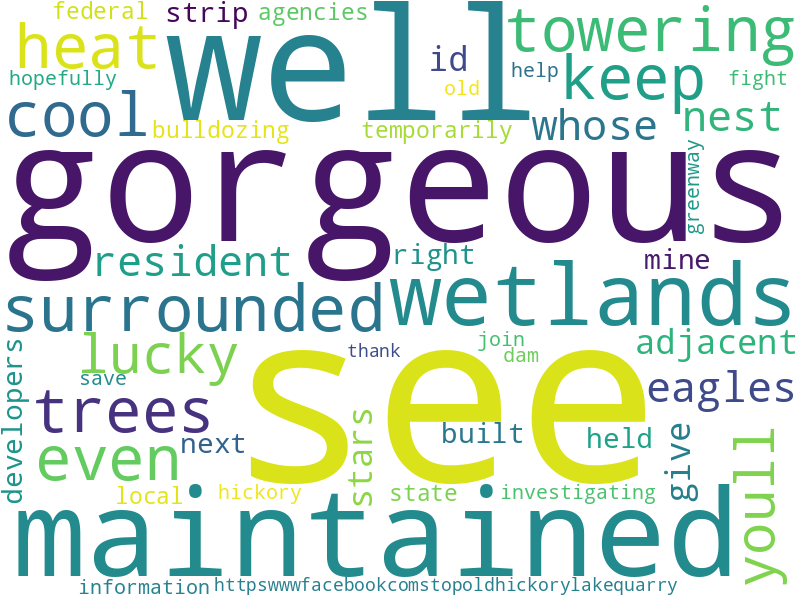 federal strip agencies
heat well towering
hopefully id help keep fight
cool old nest
bulldozing temporarily whose
gorgeous greenway
resident right mine
surrounded wetlands
developers lucky thank join adjacent
save see dam eagles
trees next stars built held give youll
even
local hickory state investigating
maintained
information httpswwwfacebookcomstopoldhickorylakequarry